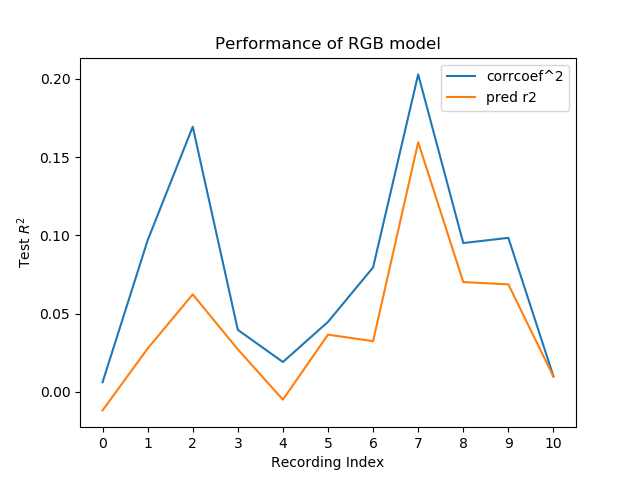 Performance of RGB model
corrcoef^2
pred r2
Test R²
0.20
0.15
0.10
0.05
0.00
0 1 2 3 4 5 6 7 8 9 10
Recording Index